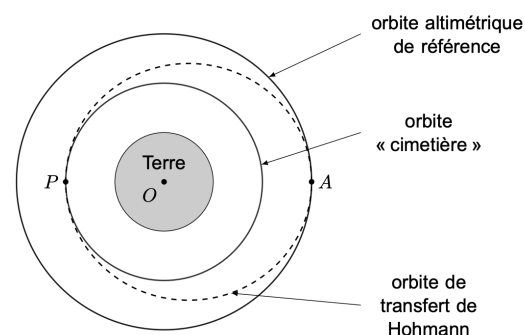 orbite altimétrique
de référence
orbite
« cimetière »
Terre
P
O
A
orbite de
transfert de
Hohmann